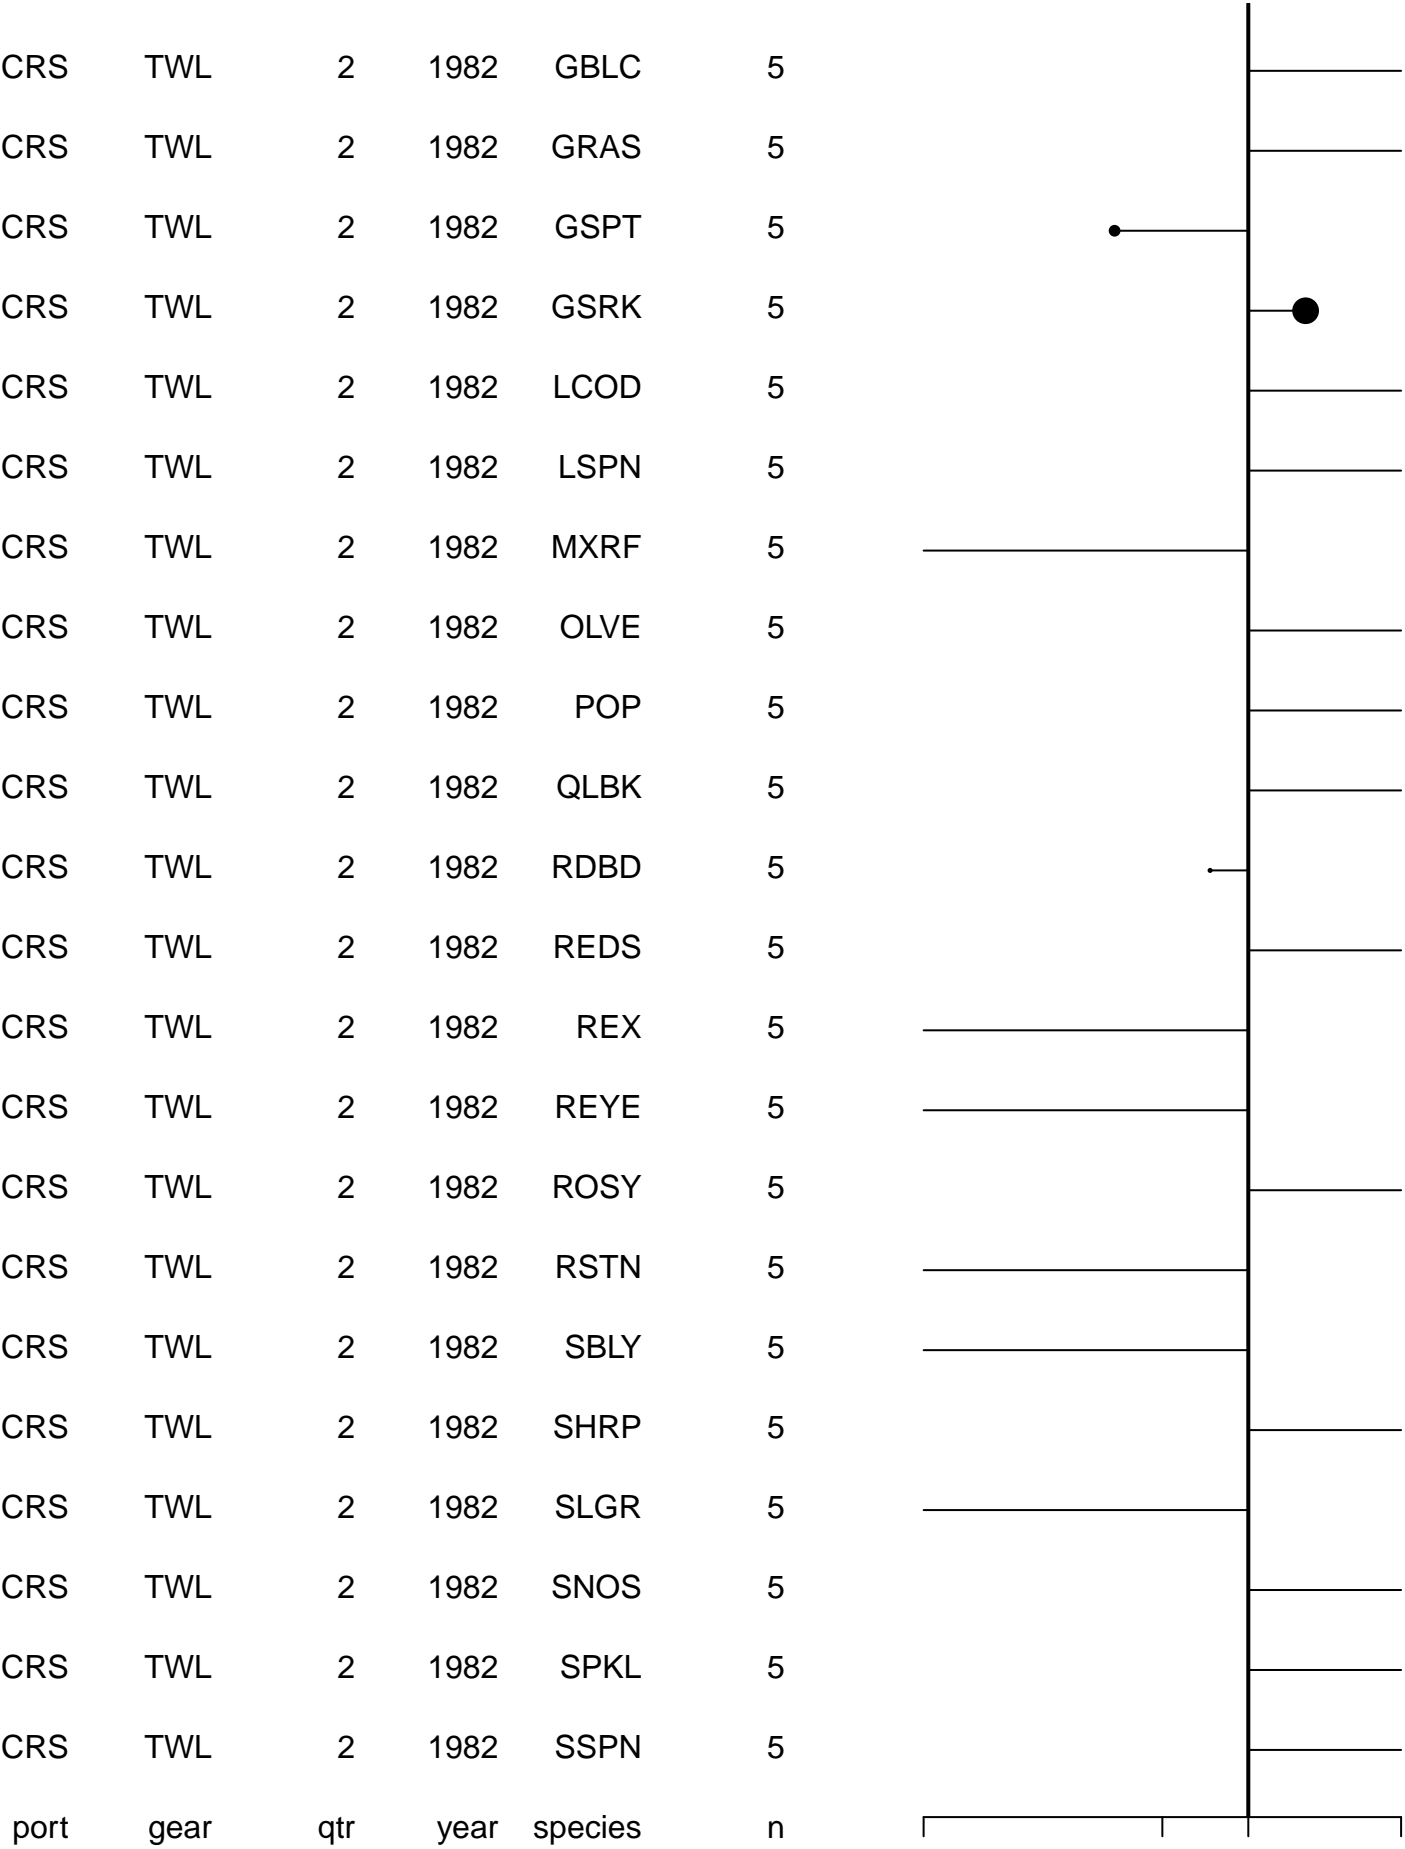 CRS TWL 2 1982 GBLC 5
CRS TWL 2 1982 GRAS 5
CRS TWL 2 1982 GSPT 5
CRS TWL 2 1982 GSRK 5
CRS TWL 2 1982 LCOD 5
CRS TWL 2 1982 LSPN 5
CRS TWL 2 1982 MXRF 5
CRS TWL 2 1982 OLVE 5
CRS TWL 2 1982 POP 5
CRS TWL 2 1982 QLBK 5
CRS TWL 2 1982 RDBD 5
CRS TWL 2 1982 REDS 5
CRS TWL 2 1982 REX 5
CRS TWL 2 1982 REYE 5
CRS TWL 2 1982 ROSY 5
CRS TWL 2 1982 RSTN 5
CRS TWL 2 1982 SBLY 5
CRS TWL 2 1982 SHRP 5
CRS TWL 2 1982 SLGR 5
CRS TWL 2 1982 SNOS 5
CRS TWL 2 1982 SPKL 5
CRS TWL 2 1982 SSPN 5
port gear qtr year species n